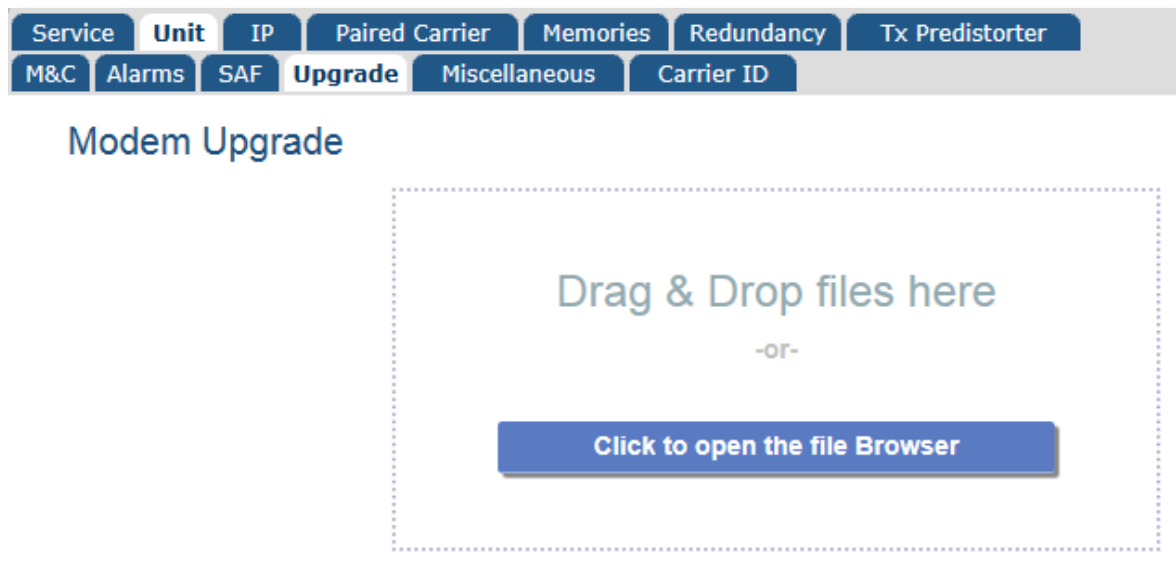 Service Unit IP Paired Carrier Memories Redundancy Tx Predistorter
M&C Alarms SAF Upgrade Miscellaneous Carrier ID
Modem Upgrade
Drag & Drop files here
-or-
Click to open the file Browser